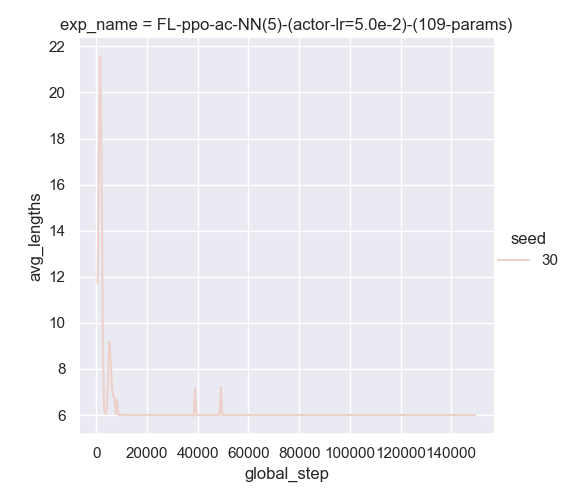 exp_name = FL-ppo-ac-NN(5)-(actor-lr=5.0e-2)-(109-params)
22
20
18
16
14
12
10
8
6
avg_lengths
seed
30
0 20000 40000 60000 80000 100000 120000 140000
global_step